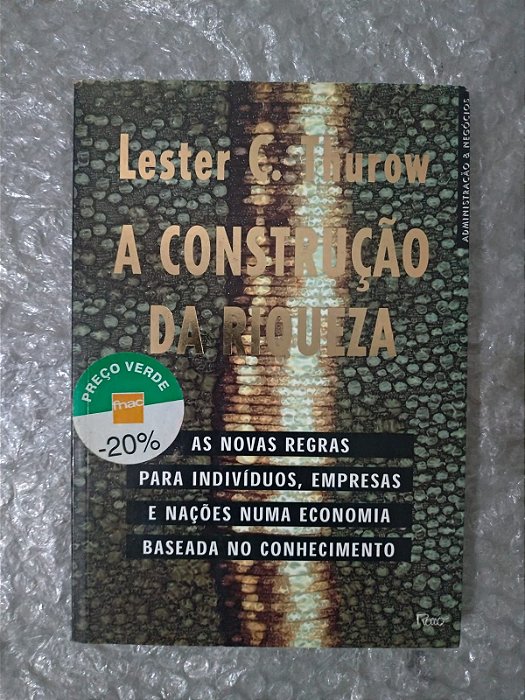 Lester C. Thurow
A CONSTRUÇÃO
DA RIQUEZA
ADMINISTRAÇÃO & NEGÓCIOS
PREÇO VERDE
fnac
-20%
AS NOVAS REGRAS
PARA INDIVÍDUOS, EMPRESAS
E NAÇÕES NUMA ECONOMIA
BASEADA NO CONHECIMENTO
Rocco